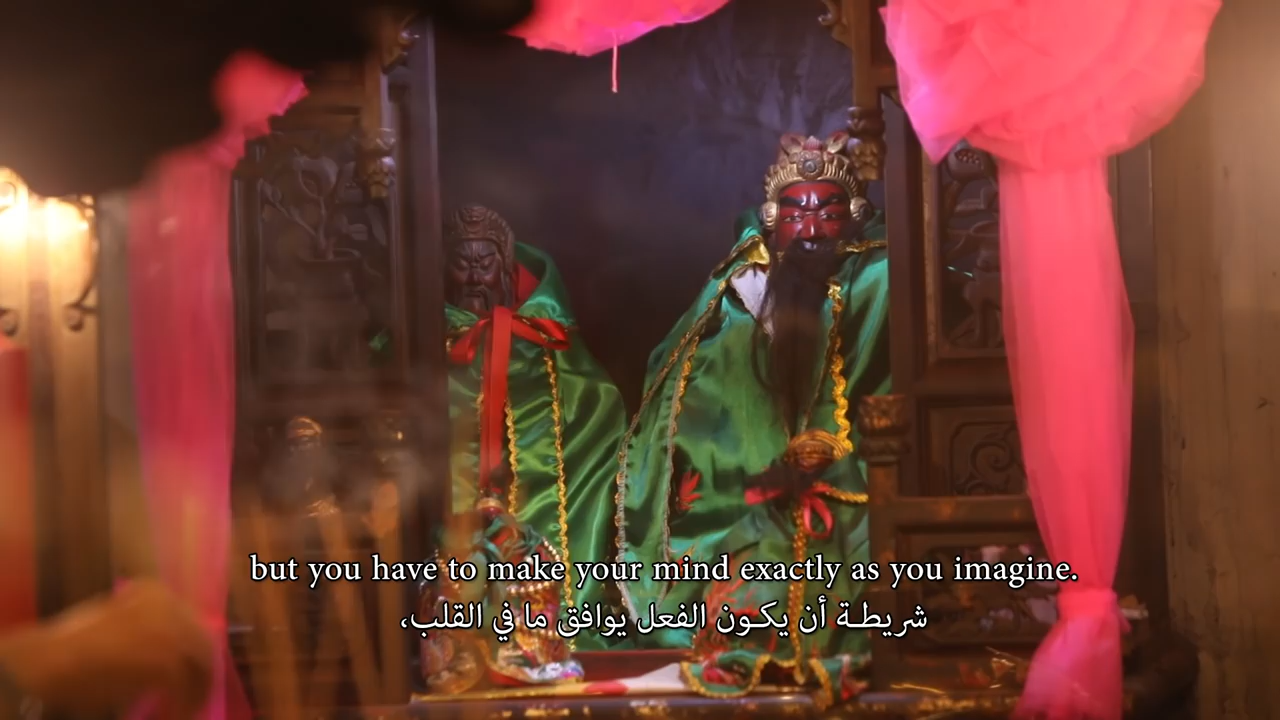 but you have to make your mind exactly as you imagine.
شريطة أن يكون الفعل يوافق ما في القلب،